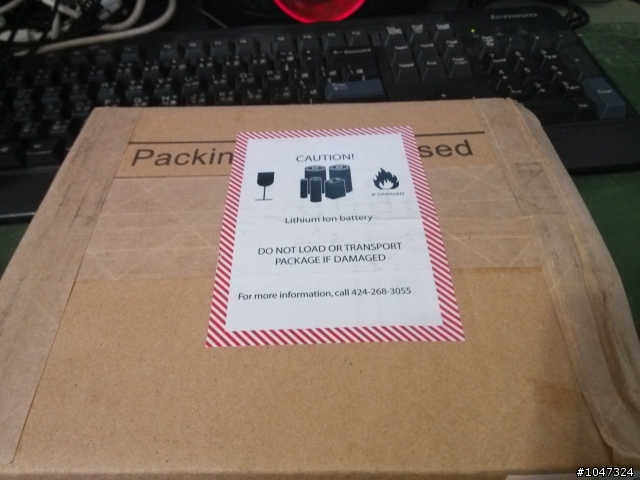 lenovo
Packin sed
CAUTION!
IF DAMAGED
Lithium Ion battery
DO NOT LOAD OR TRANSPORT
PACKAGE IF DAMAGED
For more information, call 424-268-3055
#1047324